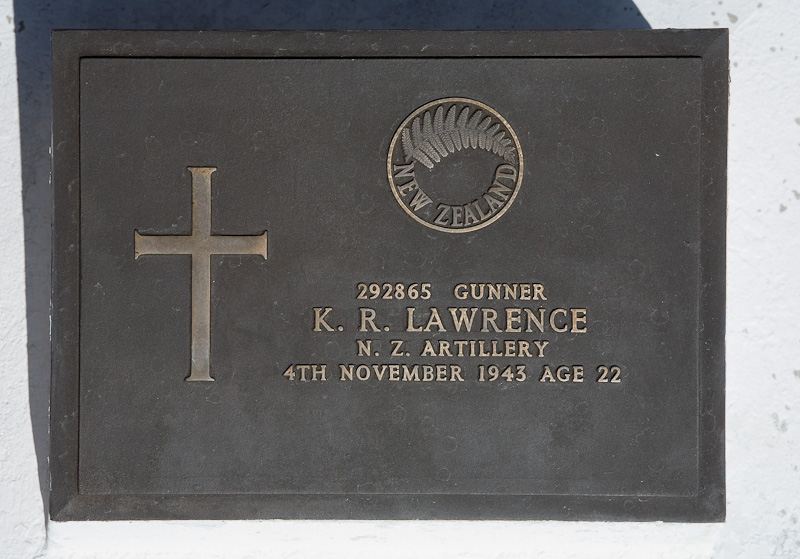 NEW ZEALAND
292865 GUNNER
K. R. LAWRENCE
N. Z. ARTILLERY
4TH NOVEMBER 1943 AGE 22